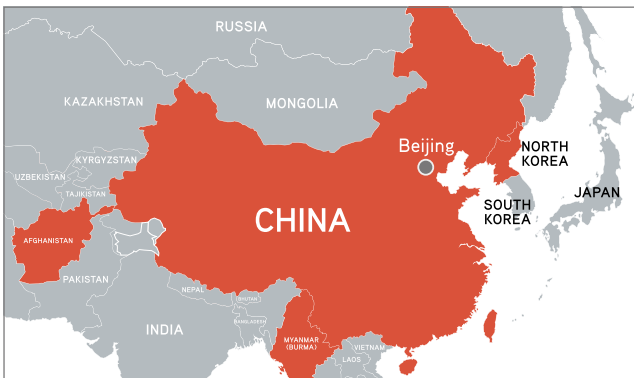 RUSSIA
KAZAKHSTAN
MONGOLIA
Beijing
NORTH
KOREA
KYRGYZSTAN
UZBEKISTAN
TAJIKISTAN
JAPAN
SOUTH
KOREA
CHINA
AFGHANISTAN
PAKISTAN
NEPAL
BHUTAN
BANGLADESH
INDIA
MYANMAR
(BURMA)
VIETNAM
LAOS